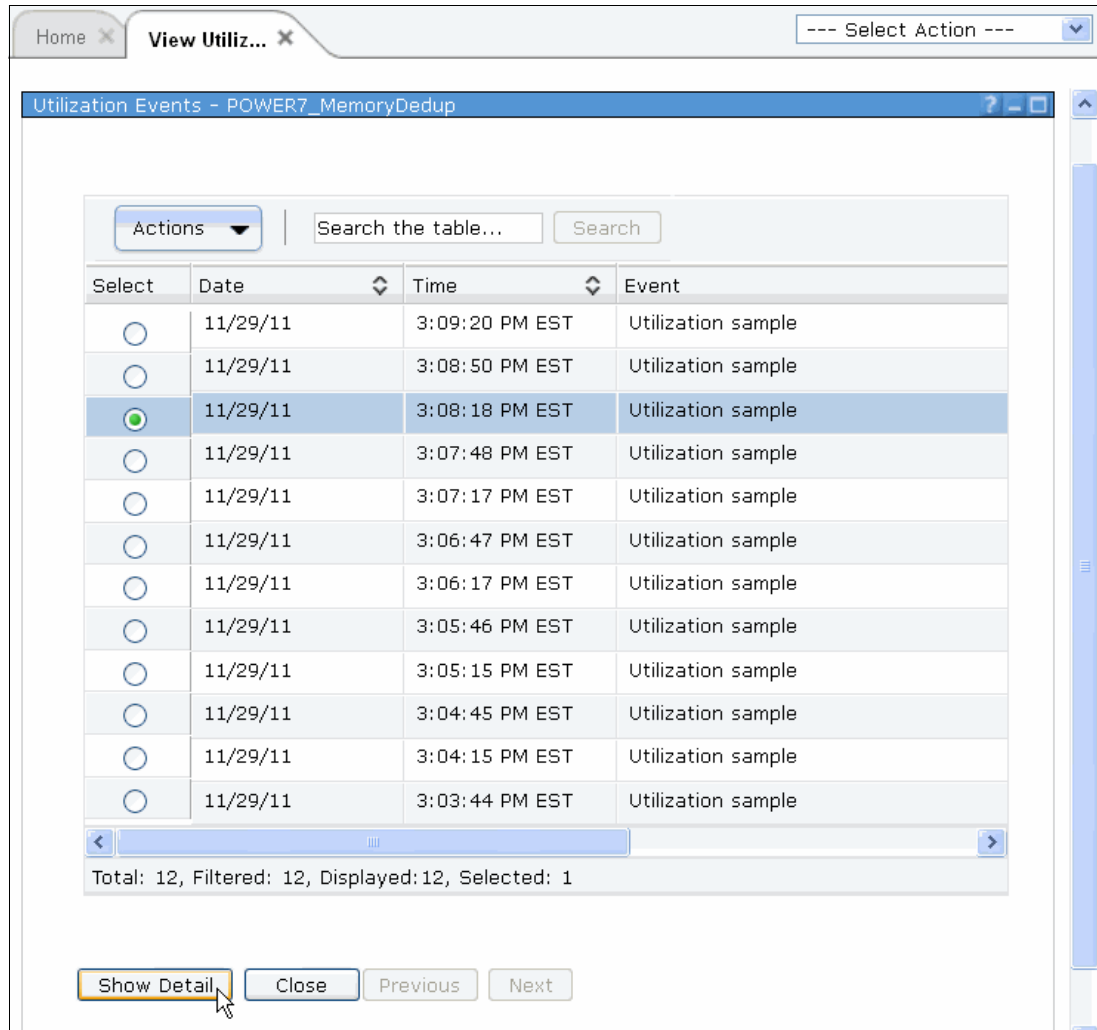 Home View Utiliz... --- Select Action ---
Utilization Events - POWER7_MemoryDedup ?
Actions Search the table... Search
Select Date Time Event
11/29/11 3:09:20 PM EST Utilization sample
11/29/11 3:08:50 PM EST Utilization sample
11/29/11 3:08:18 PM EST Utilization sample
11/29/11 3:07:48 PM EST Utilization sample
11/29/11 3:07:17 PM EST Utilization sample
11/29/11 3:06:47 PM EST Utilization sample
11/29/11 3:06:17 PM EST Utilization sample
11/29/11 3:05:46 PM EST Utilization sample
11/29/11 3:05:15 PM EST Utilization sample
11/29/11 3:04:45 PM EST Utilization sample
11/29/11 3:04:15 PM EST Utilization sample
11/29/11 3:03:44 PM EST Utilization sample
Total: 12, Filtered: 12, Displayed:12, Selected: 1
Show Detail Close Previous Next